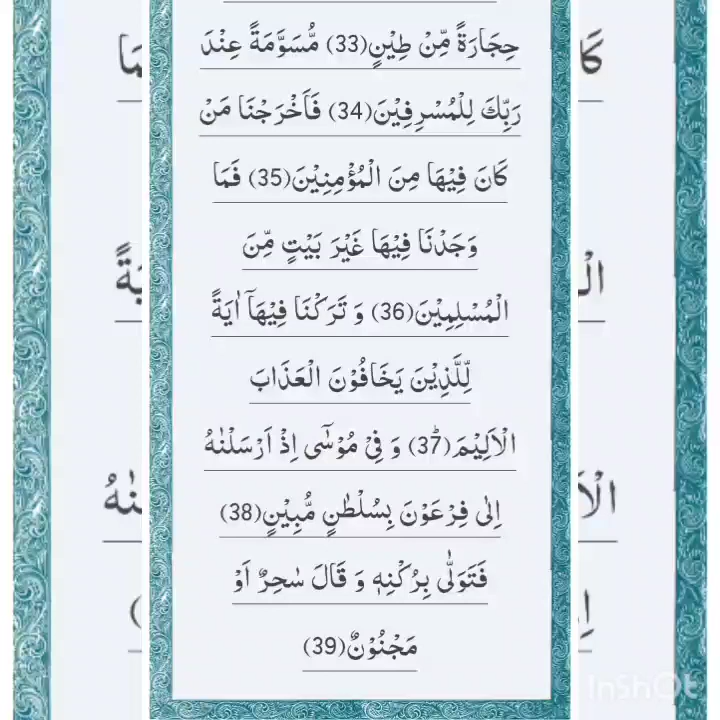 حِجَارَةً مِّنْ طِیْنٍ(33) مُّسَوَّمَةً عِنْدَ
رَبِّكَ لِلْمُسْرِفِیْنَ(34) فَاَخْرَجْنَا مَنْ
كَانَ فِیْهَا مِنَ الْمُؤْمِنِیْنَ(35) فَمَا
وَجَدْنَا فِیْهَا غَیْرَ بَیْتٍ مِّنَ
الْمُسْلِمِیْنَ(36) وَ تَرَكْنَا فِیْهَاۤ اٰیَةً
لِّلَّذِیْنَ یَخَافُوْنَ الْعَذَابَ
الْاَلِیْمَ(37)ﭤ وَ فِیْ مُوْسٰۤى اِذْ اَرْسَلْنٰهُ
اِلٰى فِرْعَوْنَ بِسُلْطٰنٍ مُّبِیْنٍ(38)
فَتَوَلّٰى بِرُكْنِهٖ وَ قَالَ سٰحِرٌ اَوْ
مَجْنُوْنٌ(39)
InShOt